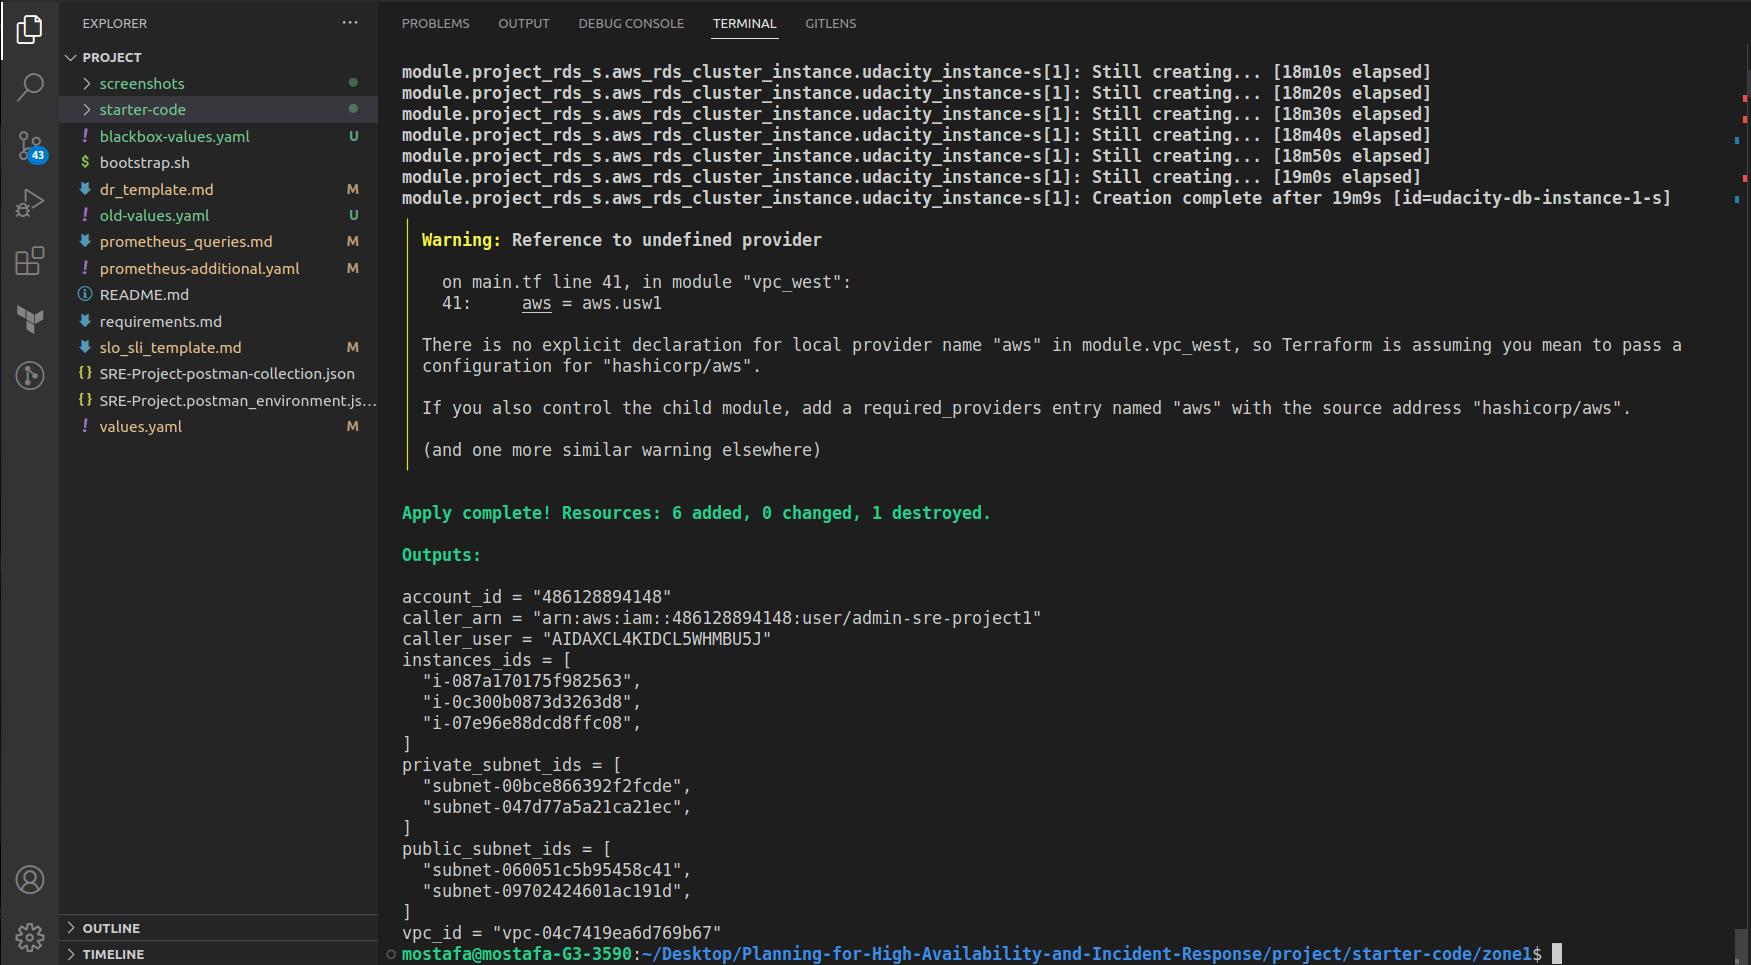 EXPLORER
···
PROJECT
screenshots
starter-code
! blackbox-values.yaml U
$ bootstrap.sh
dr_template.md M
! old-values.yaml U
prometheus_queries.md M
! prometheus-additional.yaml M
README.md
requirements.md
slo_sli_template.md M
{} SRE-Project-postman-collection.json
{} SRE-Project.postman_environment.js...
! values.yaml M
43
OUTLINE
TIMELINE
PROBLEMS OUTPUT DEBUG CONSOLE TERMINAL GITLENS
module.project_rds_s.aws_rds_cluster_instance.udacity_instance-s[1]: Still creating... [18m10s elapsed]
module.project_rds_s.aws_rds_cluster_instance.udacity_instance-s[1]: Still creating... [18m20s elapsed]
module.project_rds_s.aws_rds_cluster_instance.udacity_instance-s[1]: Still creating... [18m30s elapsed]
module.project_rds_s.aws_rds_cluster_instance.udacity_instance-s[1]: Still creating... [18m40s elapsed]
module.project_rds_s.aws_rds_cluster_instance.udacity_instance-s[1]: Still creating... [18m50s elapsed]
module.project_rds_s.aws_rds_cluster_instance.udacity_instance-s[1]: Still creating... [19m0s elapsed]
module.project_rds_s.aws_rds_cluster_instance.udacity_instance-s[1]: Creation complete after 19m9s [id=udacity-db-instance-1-s]
Warning: Reference to undefined provider
on main.tf line 41, in module "vpc_west":
41:     aws = aws.usw1
There is no explicit declaration for local provider name "aws" in module.vpc_west, so Terraform is assuming you mean to pass a
configuration for "hashicorp/aws".
If you also control the child module, add a required_providers entry named "aws" with the source address "hashicorp/aws".
(and one more similar warning elsewhere)
Apply complete! Resources: 6 added, 0 changed, 1 destroyed.
Outputs:
account_id = "486128894148"
caller_arn = "arn:aws:iam::486128894148:user/admin-sre-project1"
caller_user = "AIDAXCL4KIDCL5WHMBU5J"
instances_ids = [
"i-087a170175f982563",
"i-0c300b0873d3263d8",
"i-07e96e88dcd8ffc08",
]
private_subnet_ids = [
"subnet-00bce866392f2fcde",
"subnet-047d77a5a21ca21ec",
]
public_subnet_ids = [
"subnet-060051c5b95458c41",
"subnet-09702424601ac191d",
]
vpc_id = "vpc-04c7419ea6d769b67"
mostafa@mostafa-G3-3590:~/Desktop/Planning-for-High-Availability-and-Incident-Response/project/starter-code/zone1$